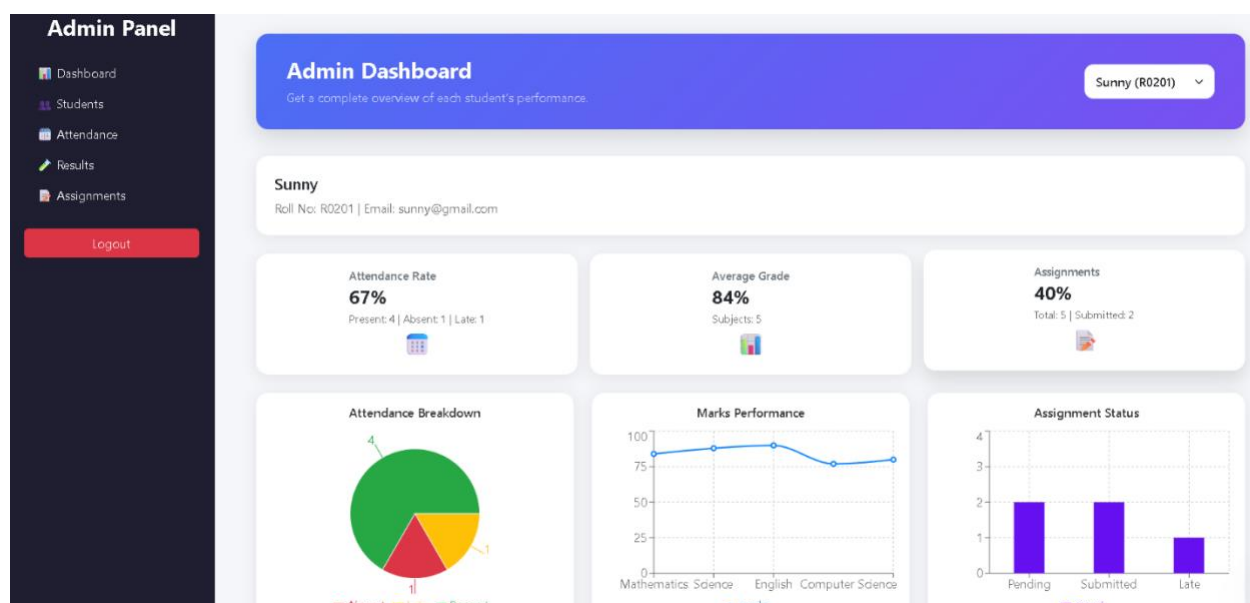 Admin Panel
Dashboard
Students
Attendance
Results
Assignments
Logout
Admin Dashboard
Get a complete overview of each student's performance.
Sunny (R0201)
Sunny
Roll No: R0201 | Email: sunny@gmail.com
Attendance Rate
67%
Present: 4 | Absent: 1 | Late: 1
Average Grade
84%
Subjects: 5
Assignments
40%
Total: 5 | Submitted: 2
Attendance Breakdown
4
1
1
Marks Performance
100
75
50
25
0
Mathematics Science English Computer Science
Assignment Status
4
3
2
1
0
Pending Submitted Late